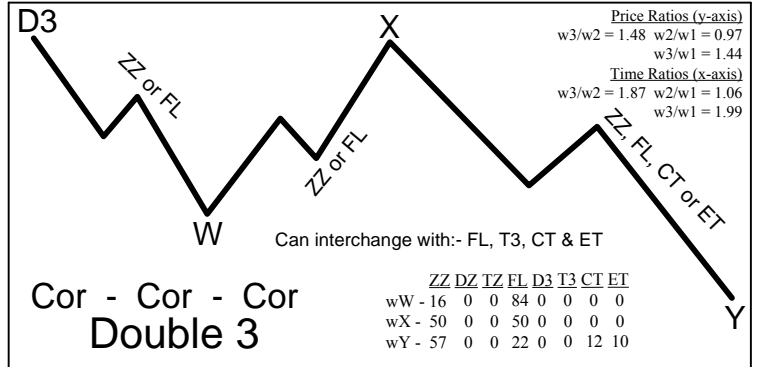 D3
X
Price Ratios (y-axis)
w3/w2 = 1.48 w2/w1 = 0.97
w3/w1 = 1.44
Time Ratios (x-axis)
w3/w2 = 1.87 w2/w1 = 1.06
w3/w1 = 1.99
ZZ or FL
ZZ or FL
ZZ, FL, CT or ET
W
Can interchange with:- FL, T3, CT & ET
Y
Cor - Cor - Cor
Double 3
ZZ DZ TZ FL D3 T3 CT ET
wW - 16 0 0 84 0 0 0 0
wX - 50 0 0 50 0 0 0 0
wY - 57 0 0 22 0 0 12 10